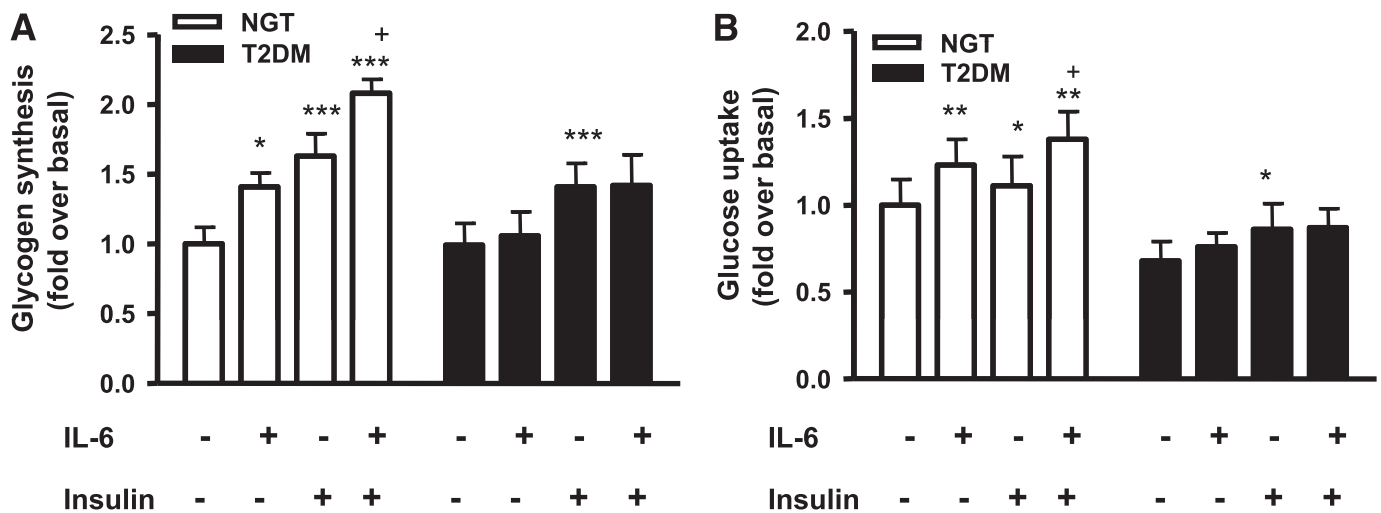 A
NGT
T2DM
Glycogen synthesis
(fold over basal)
2.5
2.0
1.5
1.0
0.5
0.0
+
***
***
*
***
IL-6 - + - + - + - +
Insulin - - + + - - + +
B
NGT
T2DM
Glucose uptake
(fold over basal)
2.0
1.5
1.0
0.5
0.0
+
**
**
*
*
IL-6 - + - + - + - +
Insulin - - + + - - + +